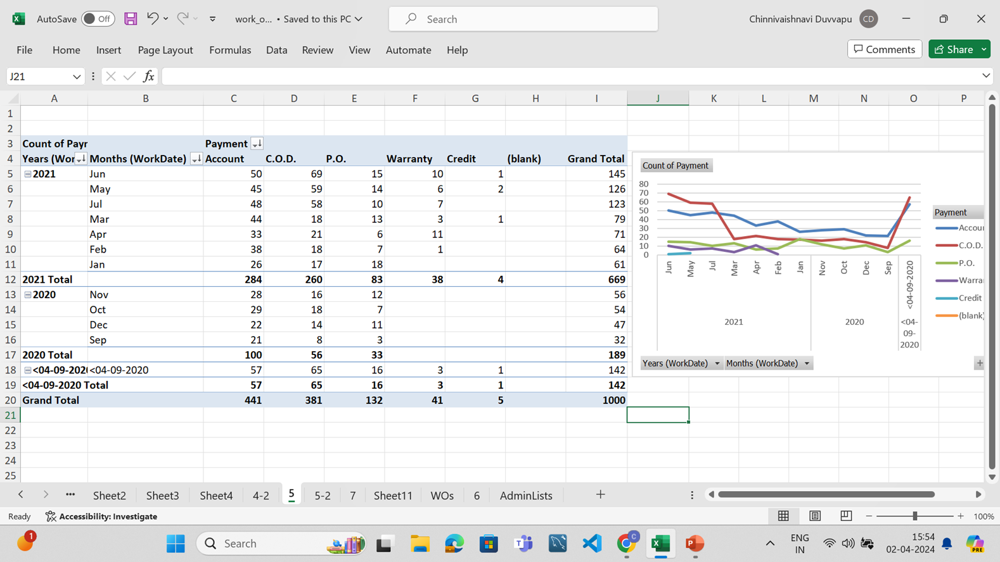 AutoSave Off work_o... • Saved to this PC Search Chinnivaishnavi Duvvapu CD
File Home Insert Page Layout Formulas Data Review View Automate Help Comments Share
J21 fx
A B C D E F G H I J K L M N O P
1
2
3 Count of Payr Payment
4 Years (Wor Months (WorkDate) Account C.O.D. P.O. Warranty Credit (blank) Grand Total
5 2021 Jun 50 69 15 10 1 145
6 May 45 59 14 6 2 126
7 Jul 48 58 10 7 123
8 Mar 44 18 13 3 1 79
9 Apr 33 21 6 11 71
10 Feb 38 18 7 1 64
11 Jan 26 17 18 61
12 2021 Total 284 260 83 38 4 669
13 2020 Nov 28 16 12 56
14 Oct 29 18 7 54
15 Dec 22 14 11 47
16 Sep 21 8 3 32
17 2020 Total 100 56 33 189
18 <04-09-202 <04-09-2020 57 65 16 3 1 142
19 <04-09-2020 Total 57 65 16 3 1 142
20 Grand Total 441 381 132 41 5 1000
21
22
23
24
25
Count of Payment
80
70
60
50
40
30
20
10
0
Jun May Jul Mar Apr Feb Jan Nov Oct Dec Sep <04-09-2020
2021 2020 <04-
09-
2020
Payment
Accour
C.O.D.
P.O.
Warra
Credit
(blank)
Years (WorkDate) Months (WorkDate)
Sheet2 Sheet3 Sheet4 4-2 5 5-2 7 Sheet11 WOs 6 AdminLists
Ready Accessibility: Investigate 100%
1 Search ENG
IN
15:54
02-04-2024
PRE